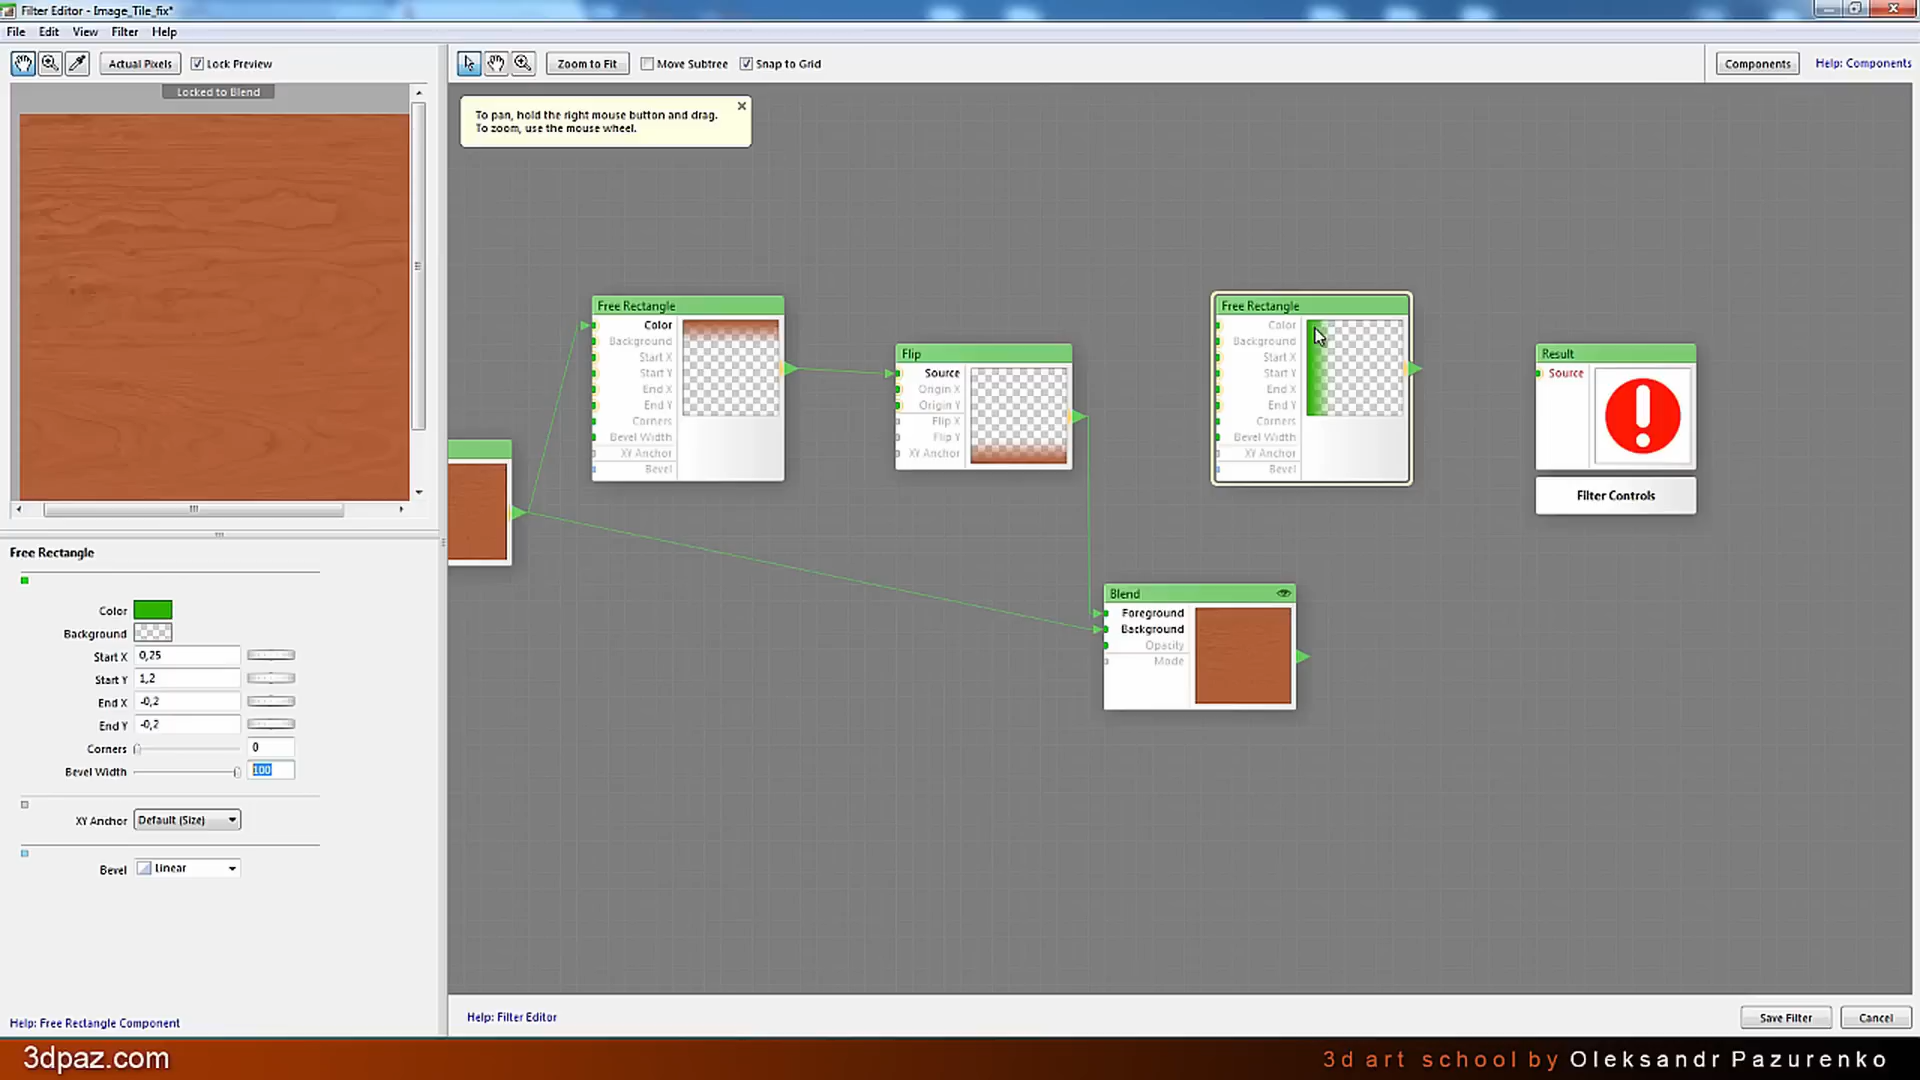 Filter Editor - Image_Tile_fix*
File Edit View Filter Help
Actual Pixels Lock Preview Zoom to Fit Move Subtree Snap to Grid Components Help: Components
Locked to Blend
To pan, hold the right mouse button and drag.
To zoom, use the mouse wheel.
Free Rectangle
Color
Background
Start X
Start Y
End X
End Y
Corners
Bevel Width
XY Anchor
Bevel
Flip
Source
Origin X
Origin Y
Flip X
Flip Y
XY Anchor
Free Rectangle
Color
Background
Start X
Start Y
End X
End Y
Corners
Bevel Width
XY Anchor
Bevel
Result
Source
Filter Controls
Blend
Foreground
Background
Opacity
Mode
Free Rectangle
Color
Background
Start X 0,25
Start Y 1,2
End X -0,2
End Y -0,2
Corners 0
Bevel Width 100
XY Anchor Default (Size)
Bevel Linear
Help: Free Rectangle Component
Help: Filter Editor
Save Filter Cancel
3dpaz.com
3d art school by Oleksandr Pazurenko